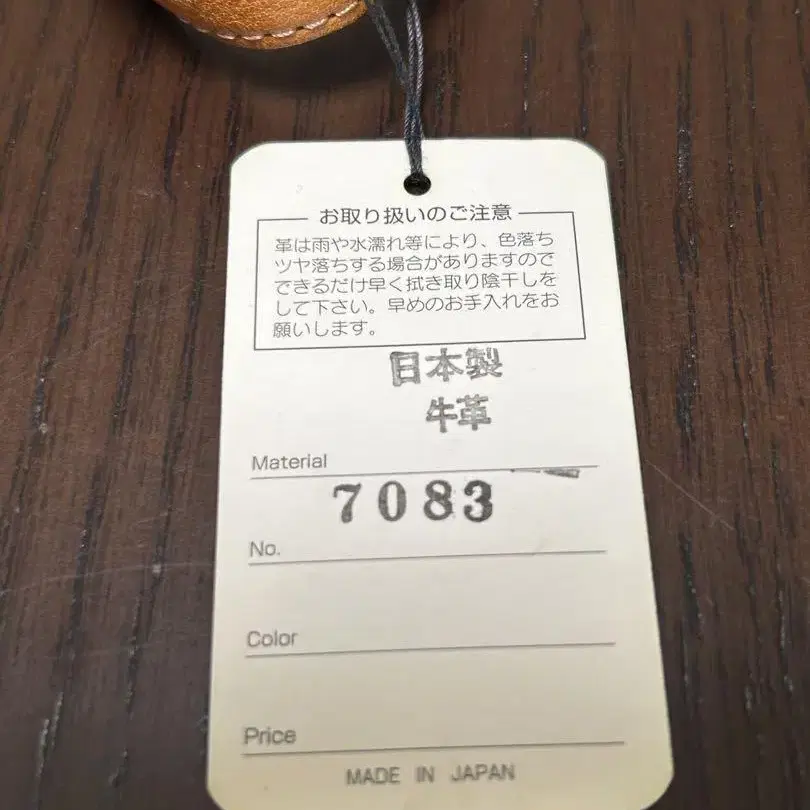 お取り扱いのご注意
革は雨や水濡れ等により、色落ち
ツヤ落ちする場合がありますので
できるだけ早く拭き取り陰干しを
して下さい。早めのお手入れをお
願いします。
日本製
牛革
Material
7083
No.
Color
Price
MADE IN JAPAN